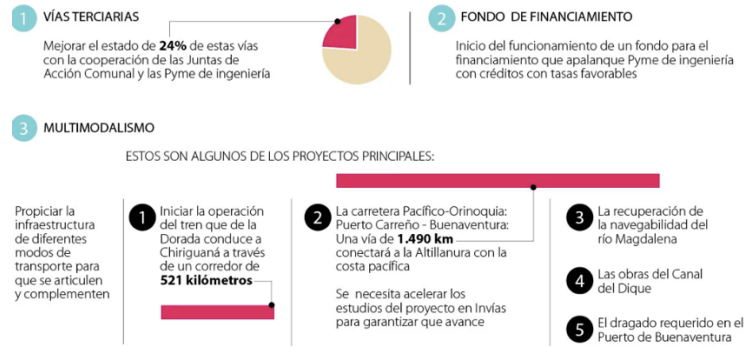 1 VÍAS TERCIARIAS
Mejorar el estado de 24% de estas vías
con la cooperación de las Juntas de
Acción Comunal y las Pyme de ingeniería
2 FONDO DE FINANCIAMIENTO
Inicio del funcionamiento de un fondo para el
financiamiento que apalanque Pyme de ingeniería
con créditos con tasas favorables
3 MULTIMODALISMO
ESTOS SON ALGUNOS DE LOS PROYECTOS PRINCIPALES:
Propiciar la
infraestructura
de diferentes
modos de
transporte para
que se articulen
y complementen
1 Iniciar la operación
del tren que de la
Dorada conduce a
Chiriguaná a través
de un corredor de
521 kilómetros
2 La carretera Pacífico-Orinoquia:
Puerto Carreño - Buenaventura:
Una vía de 1.490 km
conectará a la Altillanura con la
costa pacífica
Se necesita acelerar los
estudios del proyecto en Invías
para garantizar que avance
3 La recuperación de
la navegabilidad del
río Magdalena
4 Las obras del Canal
del Dique
5 El dragado requerido en el
Puerto de Buenaventura